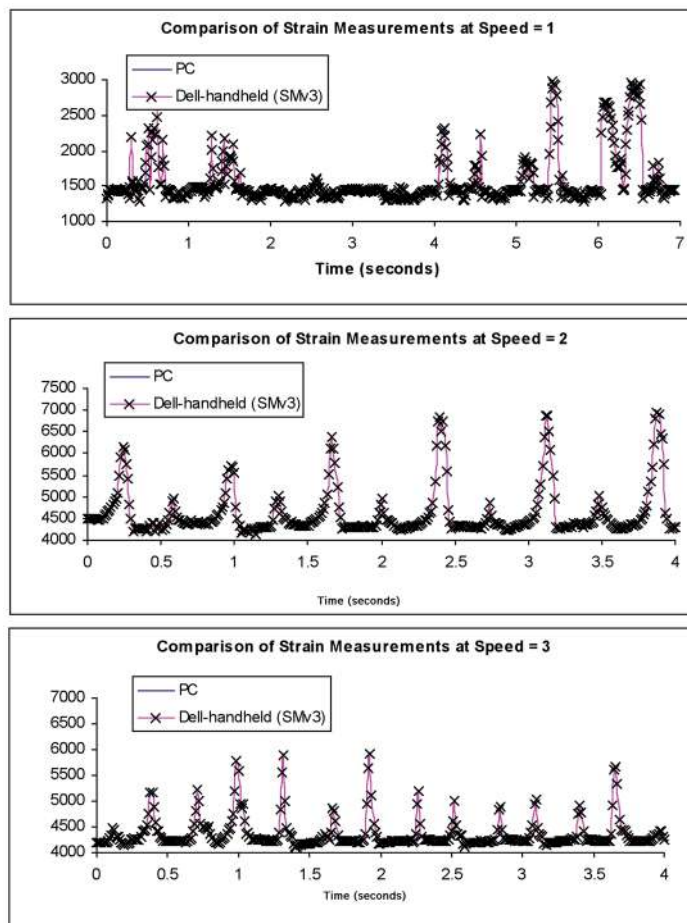 Comparison of Strain Measurements at Speed = 1
PC
Dell-handheld (SMv3)
3000
2500
2000
1500
1000
0 1 2 3 4 5 6 7
Time (seconds)
Comparison of Strain Measurements at Speed = 2
PC
Dell-handheld (SMv3)
7500
7000
6500
6000
5500
5000
4500
4000
0 0.5 1 1.5 2 2.5 3 3.5 4
Time (seconds)
Comparison of Strain Measurements at Speed = 3
PC
Dell-handheld (SMv3)
7000
6500
6000
5500
5000
4500
4000
0 0.5 1 1.5 2 2.5 3 3.5 4
Time (seconds)